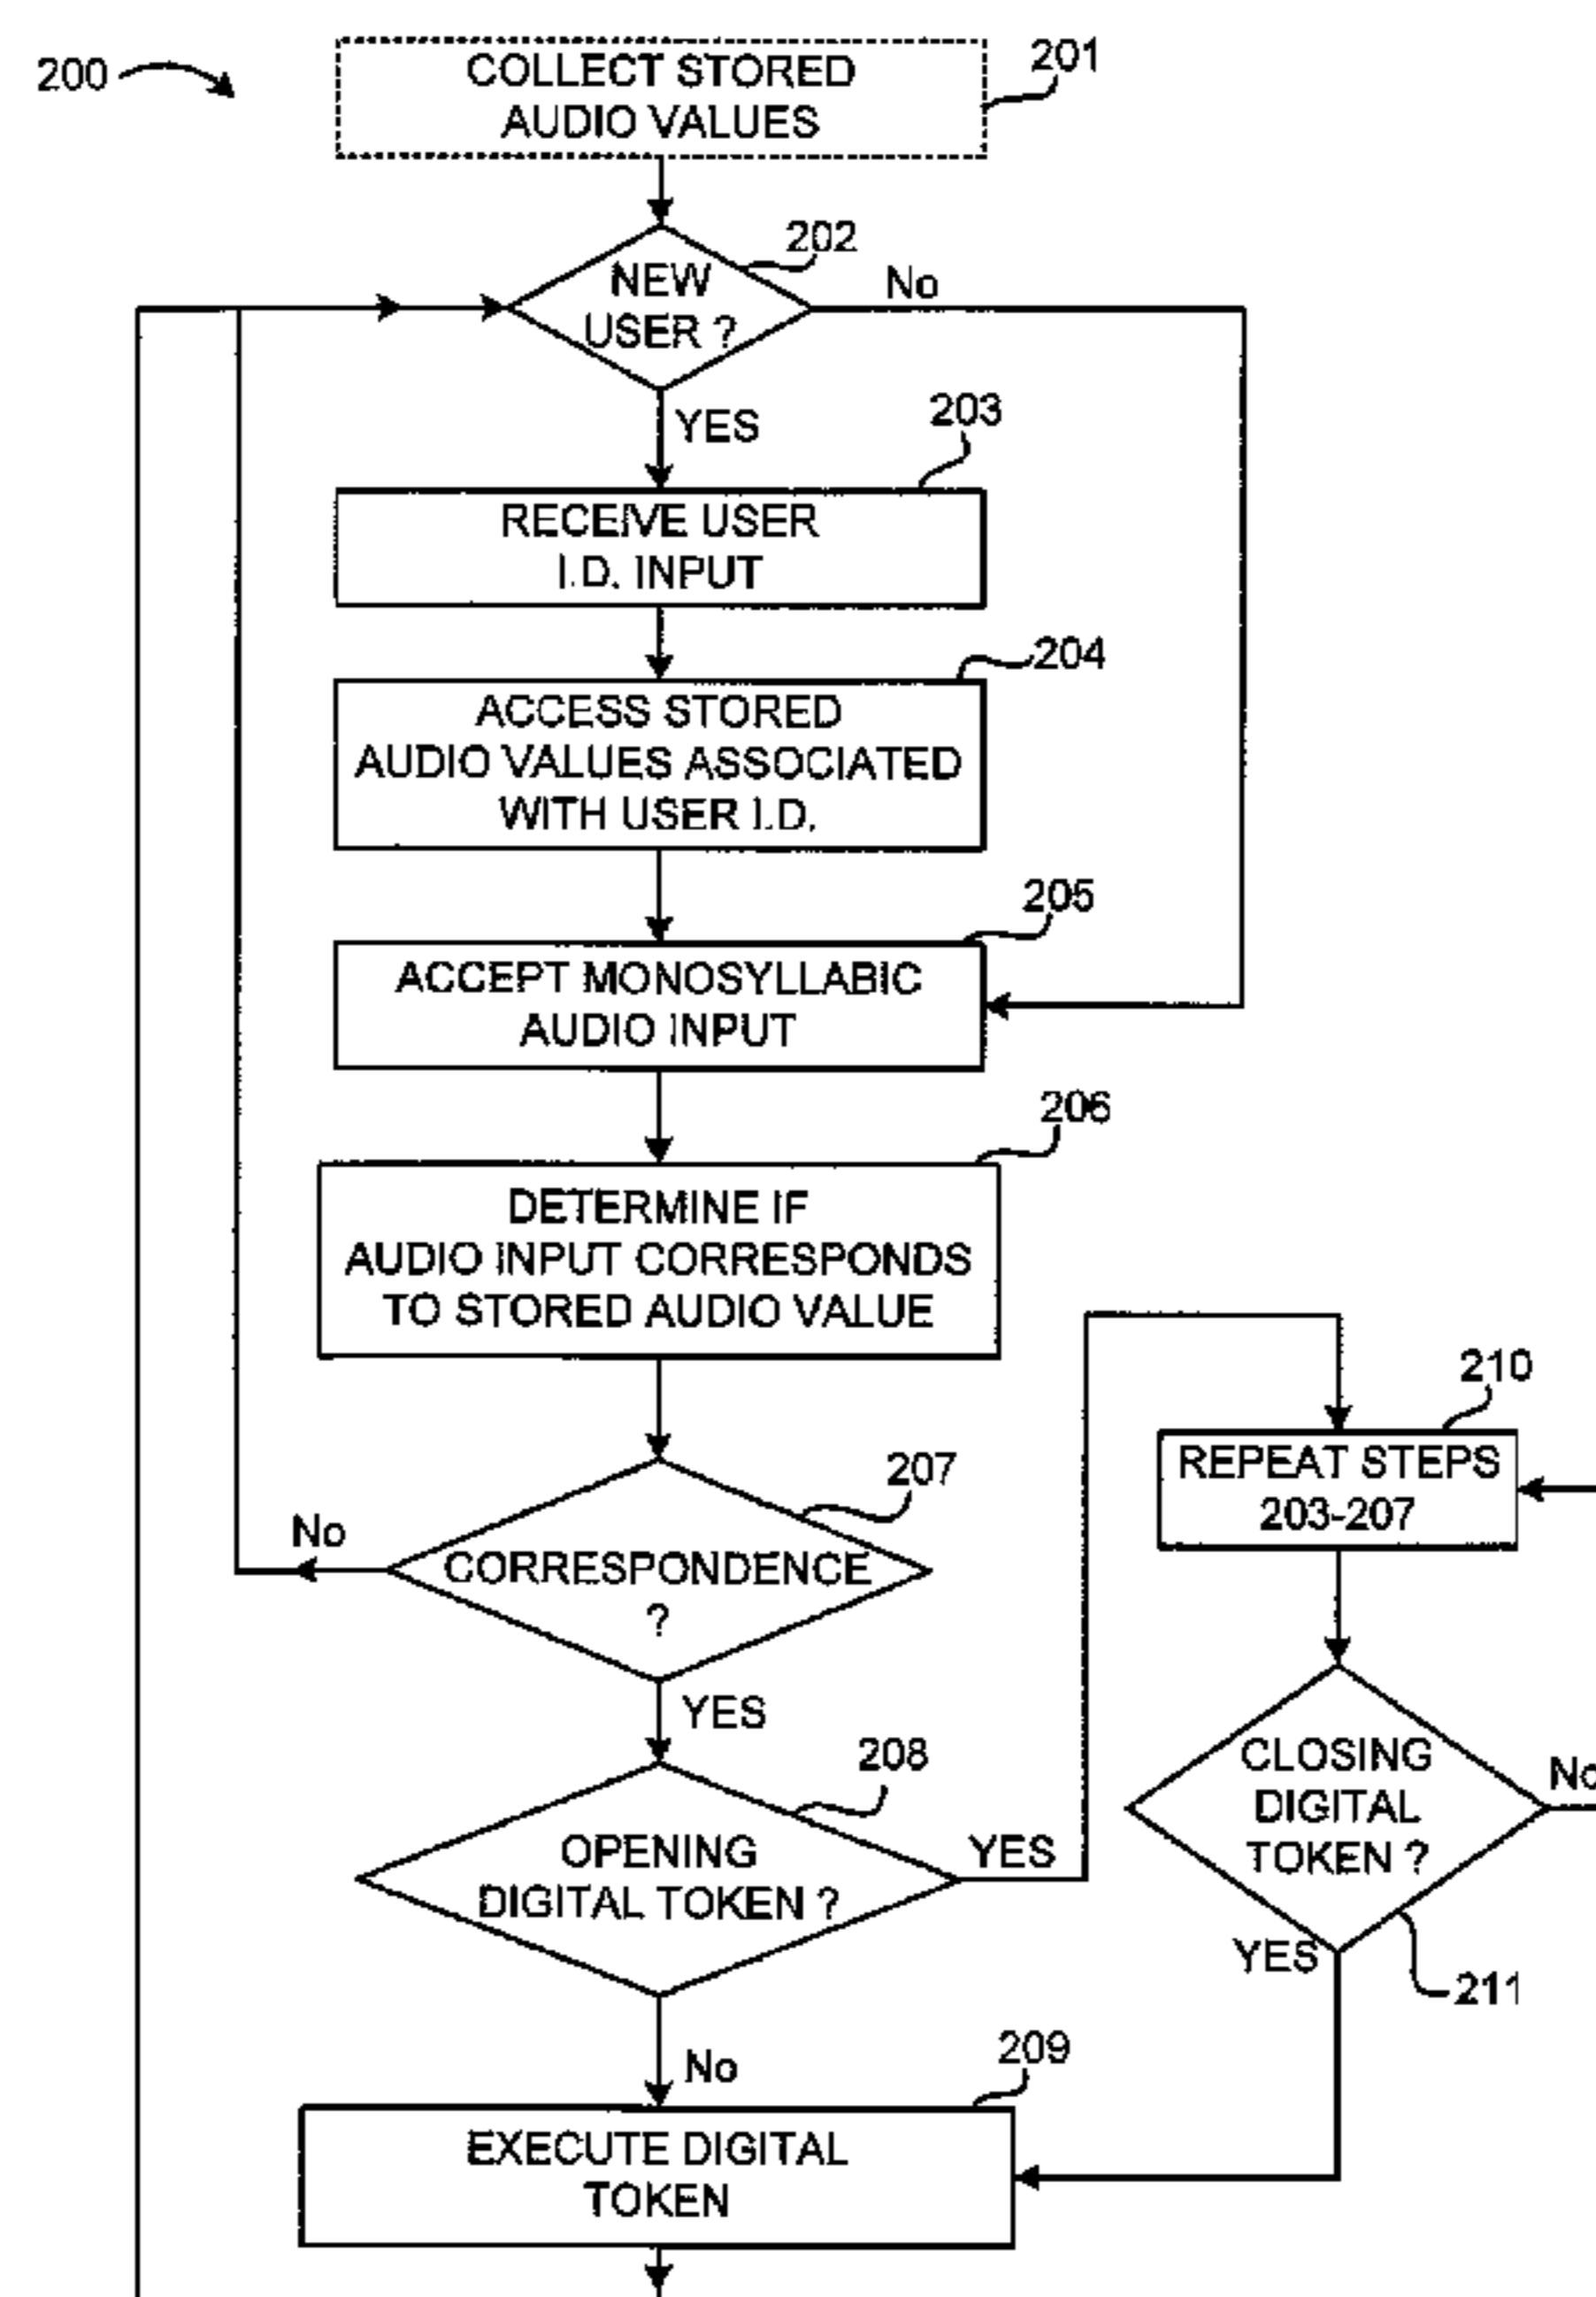 200
COLLECT STORED
AUDIO VALUES
201
NEW
USER ?
202
No
YES
203
RECEIVE USER
I.D. INPUT
204
ACCESS STORED
AUDIO VALUES ASSOCIATED
WITH USER I.D.
205
ACCEPT MONOSYLLABIC
AUDIO INPUT
206
DETERMINE IF
AUDIO INPUT CORRESPONDS
TO STORED AUDIO VALUE
207
CORRESPONDENCE
?
No
YES
208
OPENING
DIGITAL TOKEN ?
YES
No
210
REPEAT STEPS
203-207
CLOSING
DIGITAL
TOKEN ?
No
YES
211
209
EXECUTE DIGITAL
TOKEN